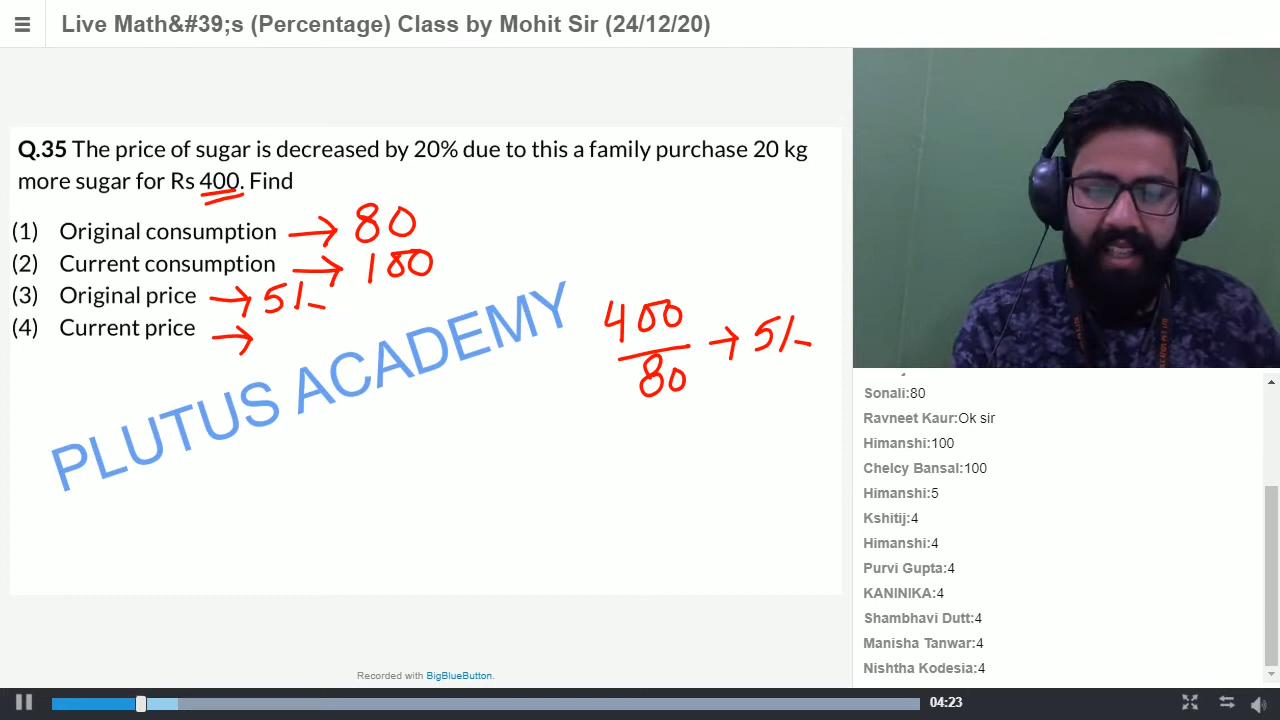 Live Math&#39;s (Percentage) Class by Mohit Sir (24/12/20)
Q.35 The price of sugar is decreased by 20% due to this a family purchase 20 kg
more sugar for Rs 400. Find
(1) Original consumption → 80
(2) Current consumption → 100
(3) Original price → 5/-
(4) Current price →
400
80
→ 5/-
PLUTUS ACADEMY
Sonali:80
Ravneet Kaur:Ok sir
Himanshi:100
Chelcy Bansal:100
Himanshi:5
Kshitij:4
Himanshi:4
Purvi Gupta:4
KANINIKA:4
Shambhavi Dutt:4
Manisha Tanwar:4
Nishtha Kodesia:4
Recorded with BigBlueButton.
04:23